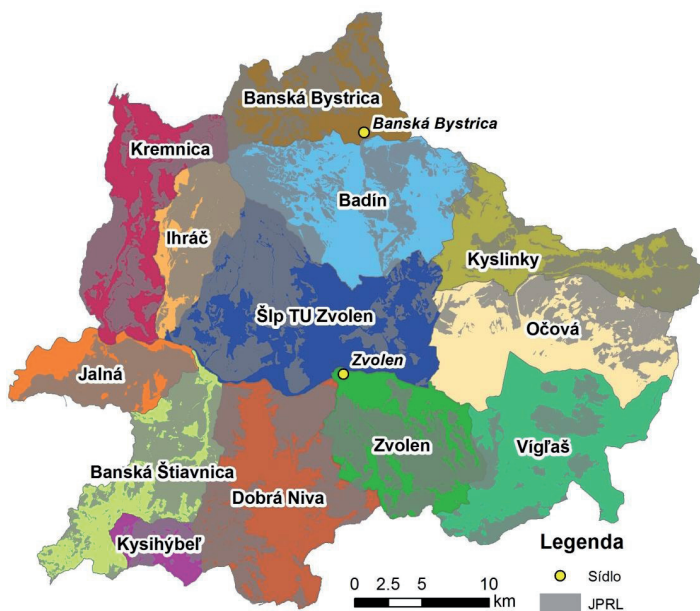 Banská Bystrica
Banská Bystrica
Kremnica
Badín
Ihráč
Kyslinky
Šlp TU Zvolen
Očová
Zvolen
Jalná
Zvolen
Vígľaš
Banská Štiavnica
Dobrá Niva
Kysihýbeľ
Legenda
Sídlo
JPRL
0 2.5 5 10
km